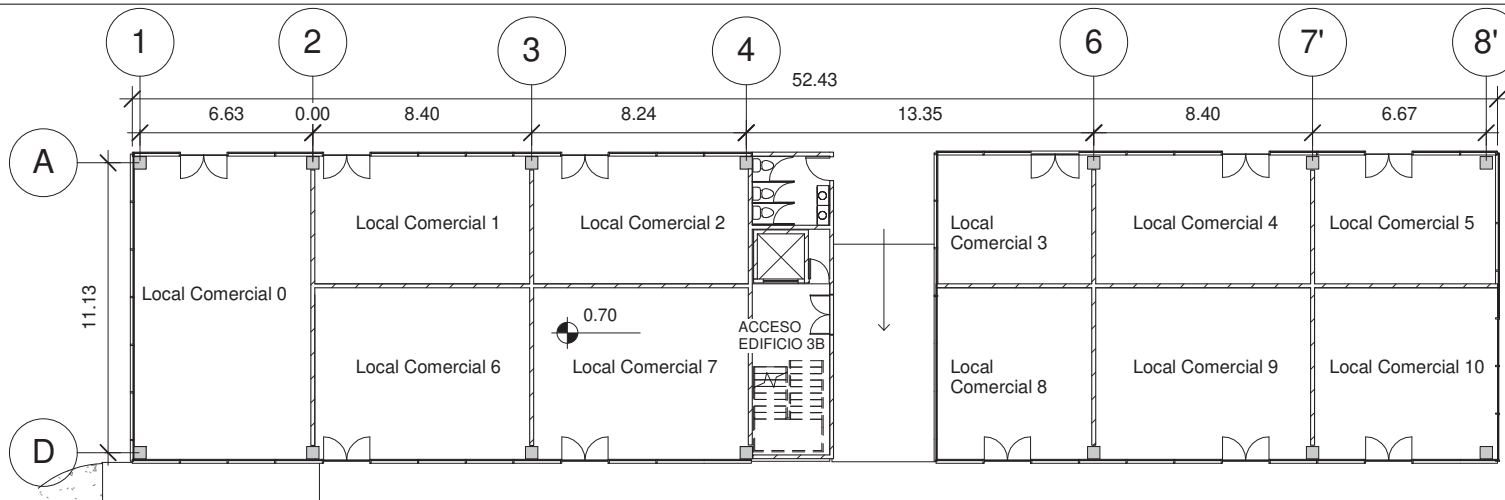 1
2
3
4
6
7'
8'
52.43
6.63
0.00
8.40
8.24
13.35
8.40
6.67
A
Local Comercial 1
Local Comercial 2
Local
Comercial 3
Local Comercial 4
Local Comercial 5
Local Comercial 0
11.13
0.70
ACCESO
EDIFICIO 3B
Local Comercial 6
Local Comercial 7
Local
Comercial 8
Local Comercial 9
Local Comercial 10
D